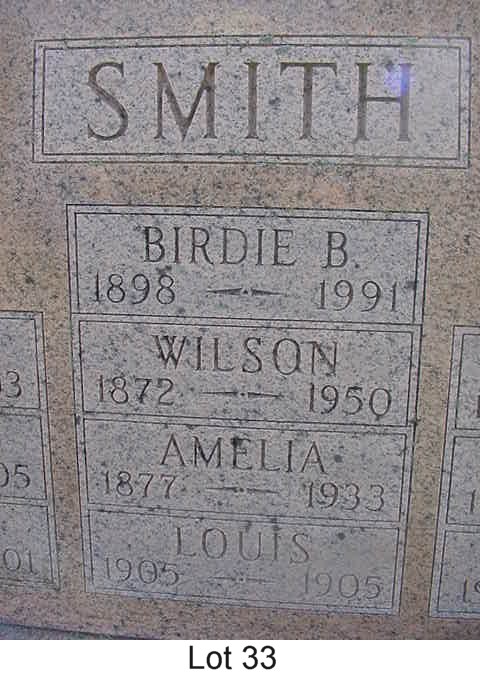 SMITH
BIRDIE B.
1898 1991
WILSON
1872 1950
AMELIA
1877 1933
LOUIS
1905 1905
Lot 33